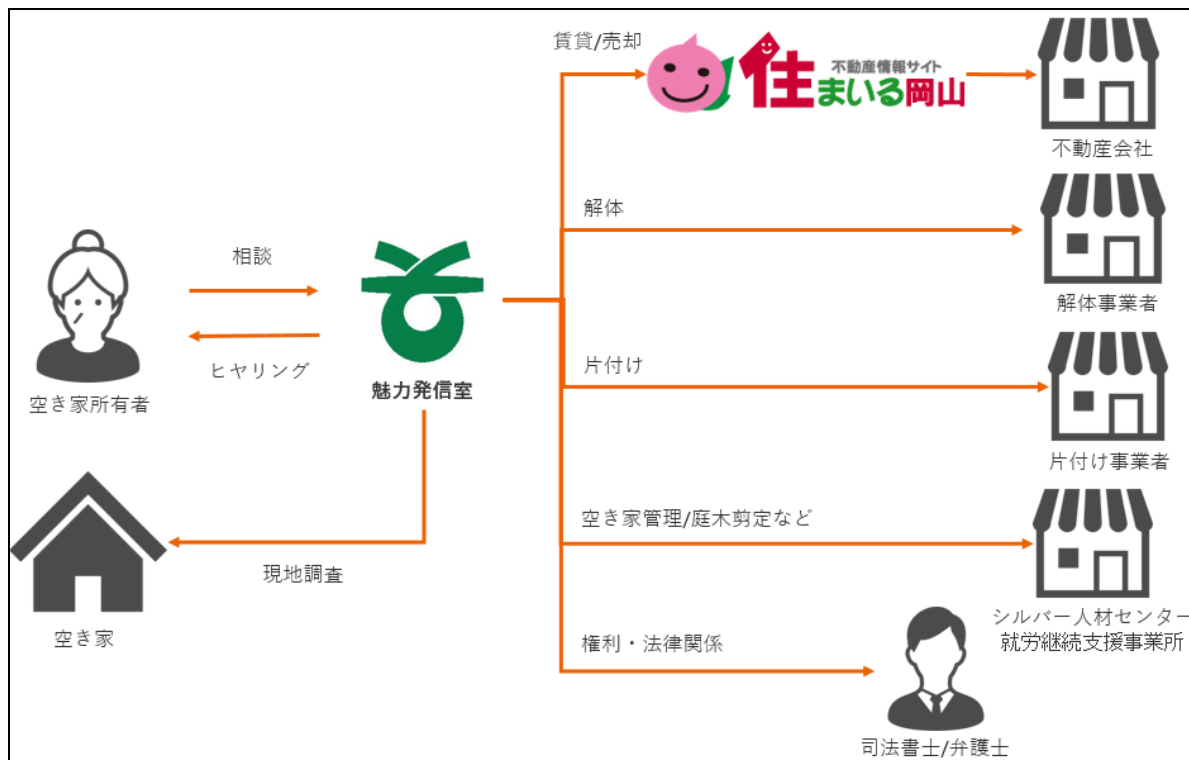 賃貸/売却
不動産情報サイト
住まいる岡山
不動産会社
解体
解体事業者
相談
ヒヤリング
空き家所有者
魅力発信室
片付け
片付け事業者
空き家管理/庭木剪定など
シルバー人材センター
就労継続支援事業所
現地調査
空き家
権利・法律関係
司法書士/弁護士